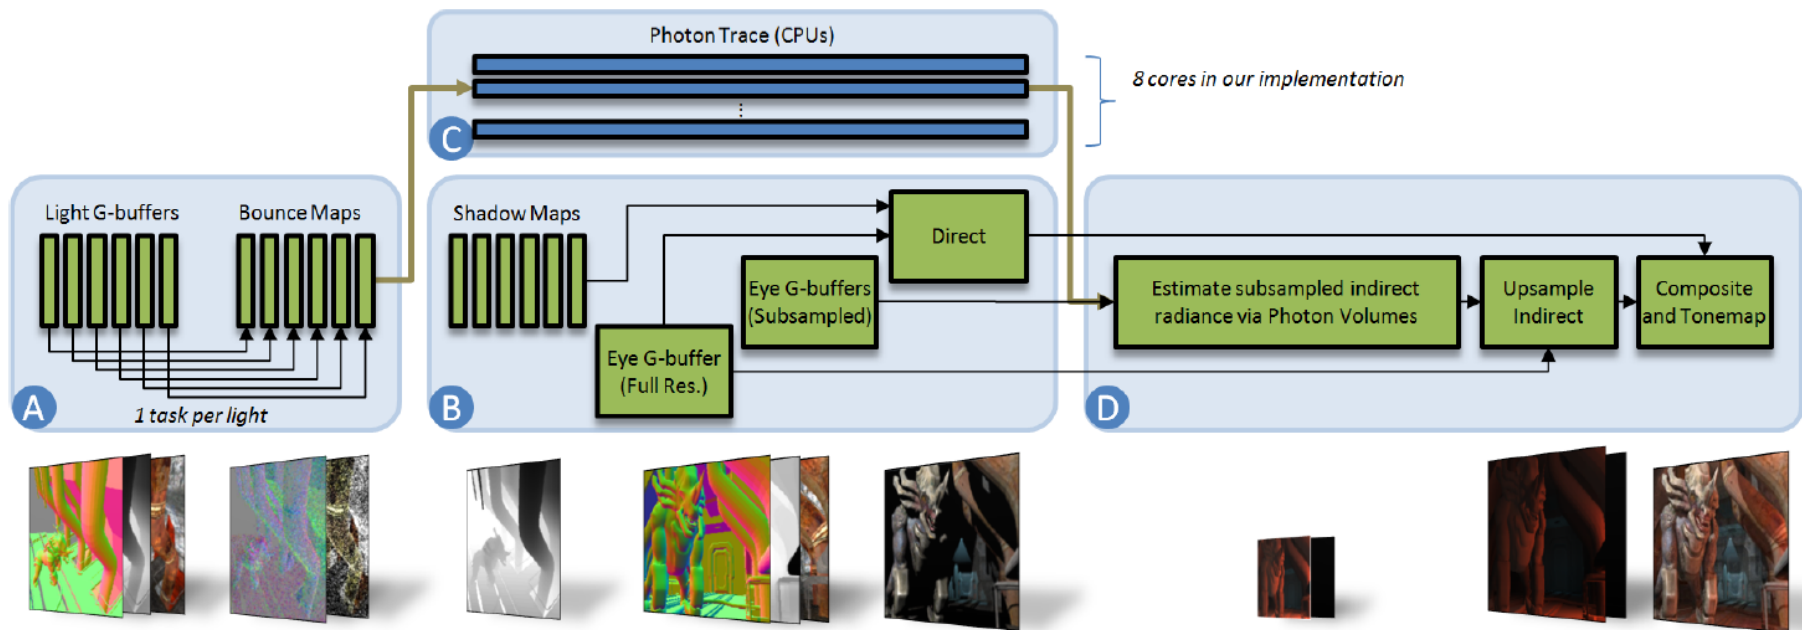 Photon Trace (CPUs)
8 cores in our implementation
C
Light G-buffers
Bounce Maps
1 task per light
A
Shadow Maps
Direct
Eye G-buffers
(Subsampled)
Eye G-buffer
(Full Res.)
B
Estimate subsampled indirect
radiance via Photon Volumes
Upsample
Indirect
Composite
and Tonemap
D